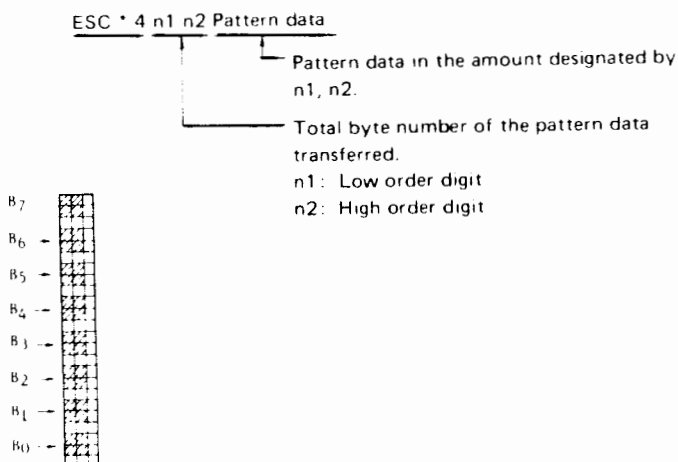 ESC * 4 n1 n2 Pattern data
Pattern data in the amount designated by
n1, n2.
Total byte number of the pattern data
transferred.
n1: Low order digit
n2: High order digit
B7
B6
B5
B4
B3
B2
B1
B0